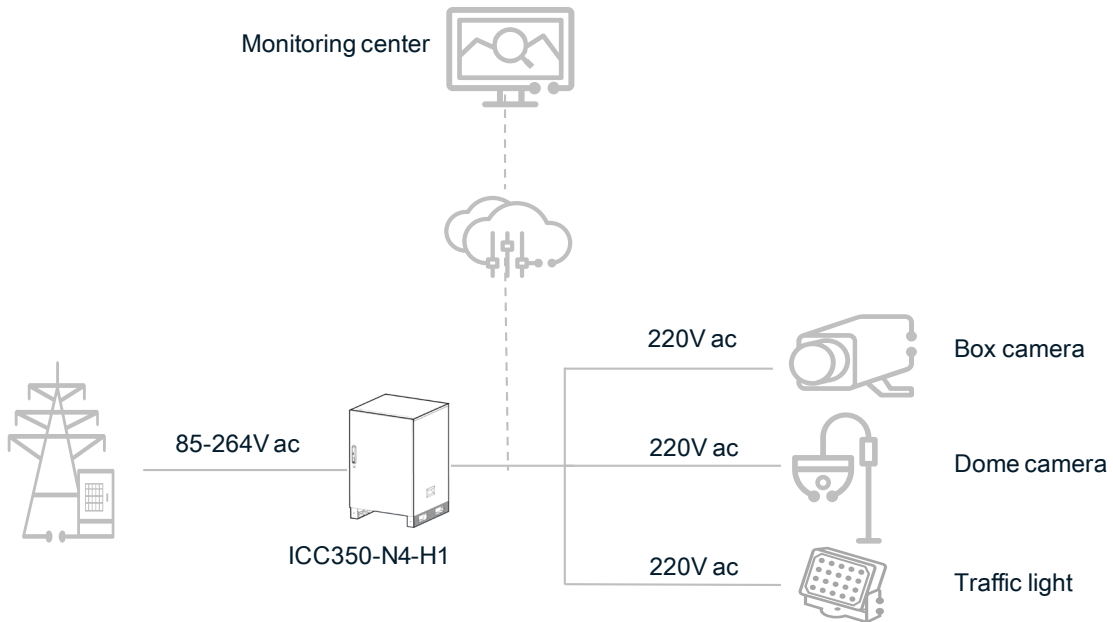 Monitoring center
220V ac
Box camera
85-264V ac
220V ac
Dome camera
ICC350-N4-H1
220V ac
Traffic light